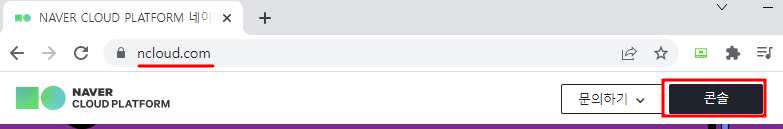 NAVER CLOUD PLATFORM 네이
ncloud.com
NAVER
CLOUD PLATFORM
문의하기 콘솔